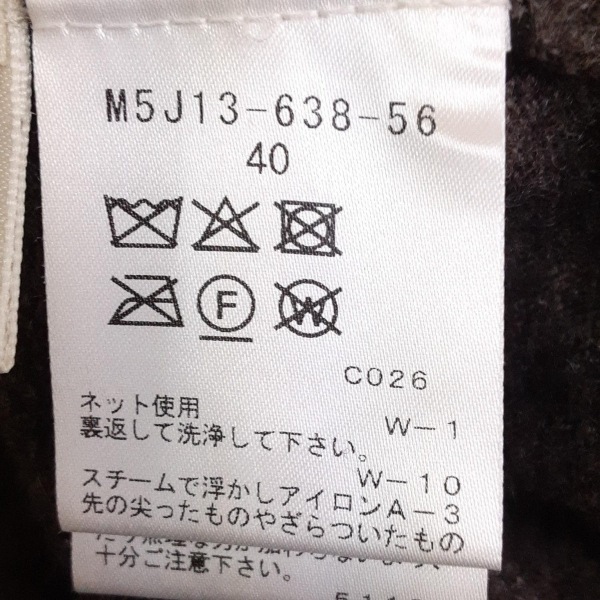 M5J13-638-56
40
F
W
C026
ネット使用
裏返して洗浄して下さい。
W-1
W-10
スチームで浮かしアイロンA-3
先の尖ったものやざらついたもの
十分ご注意下さい。